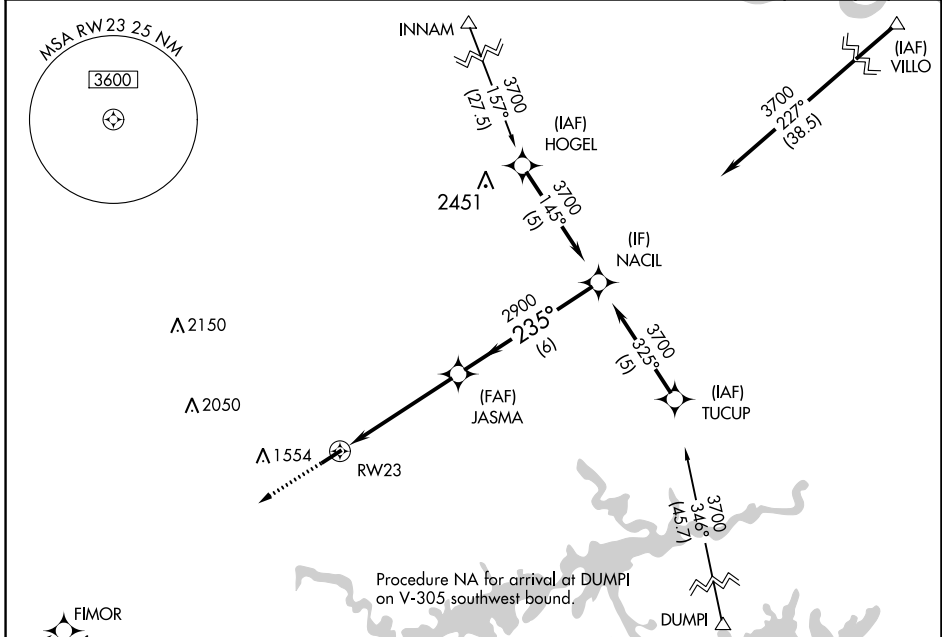 MSA RW 23 25 NM
3600
INNAM
3700
157°
(27.5)
(IAF)
HOGEL
2451
3700
145°
(5)
(IAF)
VILLO
3700
227°
(38.5)
(IF)
NACIL
2900
235°
(6)
2150
2050
1554
(FAF)
JASMA
RW23
3700
325°
(5)
(IAF)
TUCUP
3700
346°
(45.7)
Procedure NA for arrival at DUMPI
on V-305 southwest bound.
DUMPI
FIMOR